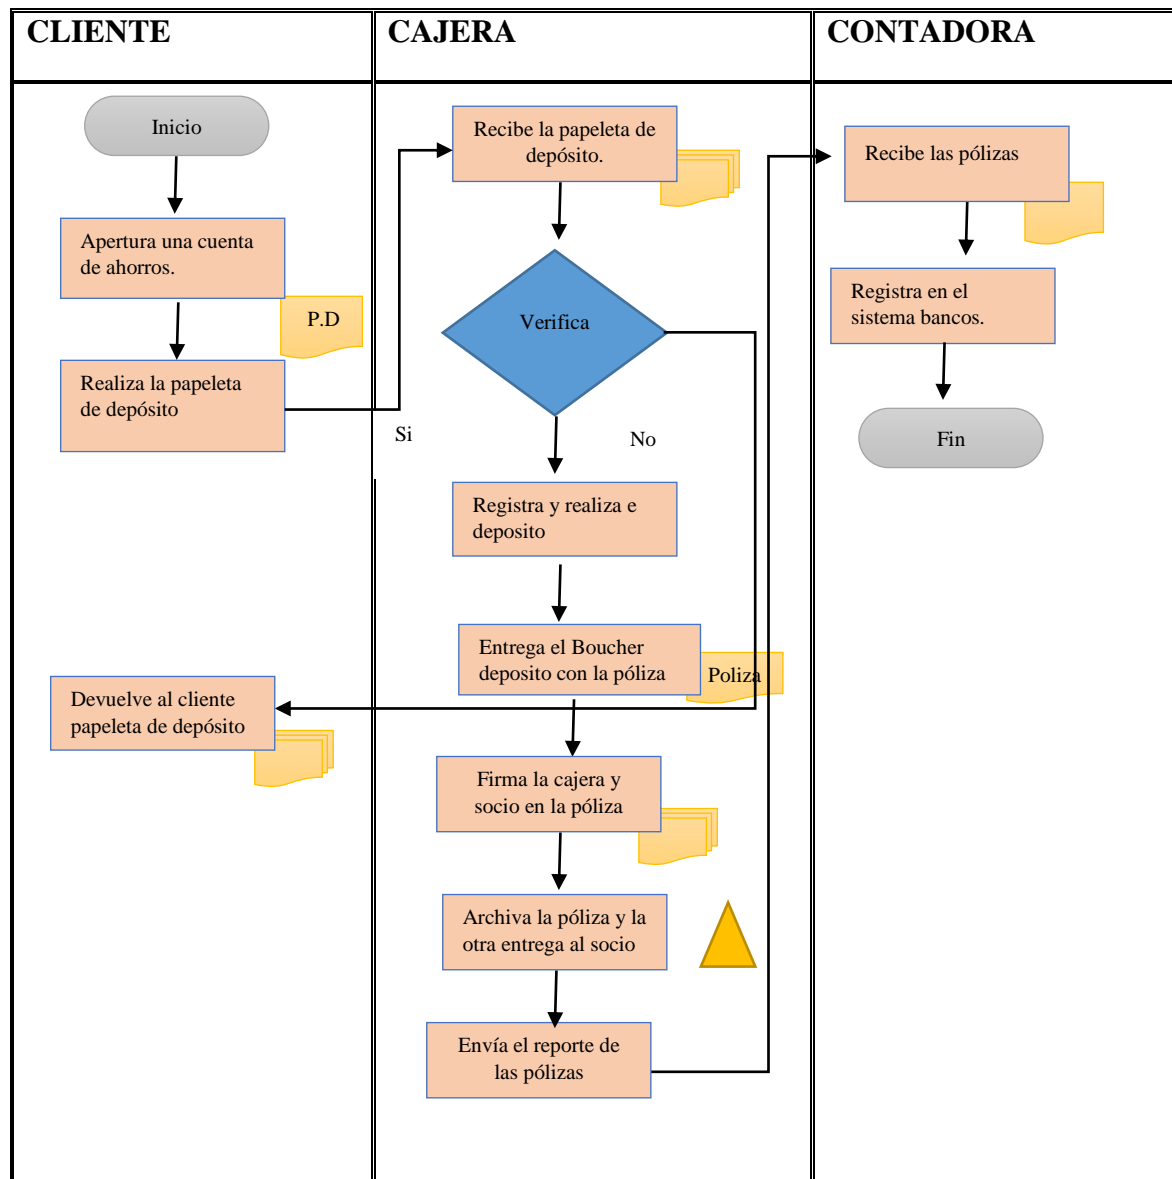 CLIENTE
CAJERA
CONTADORA
Inicio
Apertura una cuenta
de ahorros.
P.D
Realiza la papeleta
de depósito
Devuelve al cliente
papeleta de depósito
Recibe la papeleta de
depósito.
Verifica
Si
No
Registra y realiza e
deposito
Entrega el Boucher
deposito con la póliza
Poliza
Firma la cajera y
socio en la póliza
Archiva la póliza y la
otra entrega al socio
Envía el reporte de
las pólizas
Recibe las pólizas
Registra en el
sistema bancos.
Fin